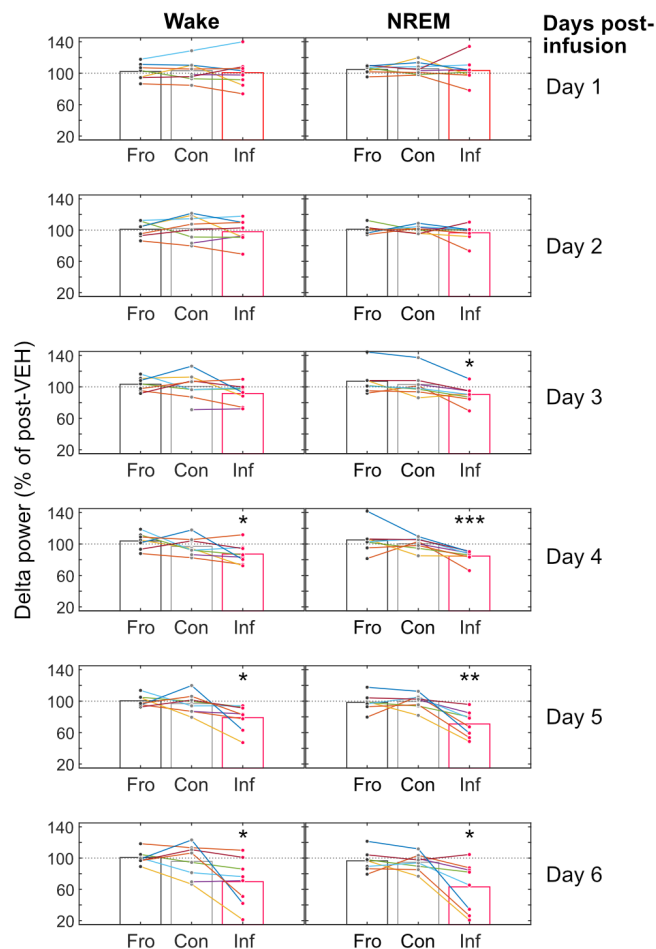 Wake NREM Days post-
infusion
140
100
60
20
Fro Con Inf Fro Con Inf
Day 1
140
100
60
20
Fro Con Inf Fro Con Inf
Day 2
Delta power (% of post-VEH)
140
100
60
20
*
Fro Con Inf Fro Con Inf
Day 3
140
100
60
20
* ***
Fro Con Inf Fro Con Inf
Day 4
140
100
60
20
* **
Fro Con Inf Fro Con Inf
Day 5
140
100
60
20
* *
Fro Con Inf Fro Con Inf
Day 6